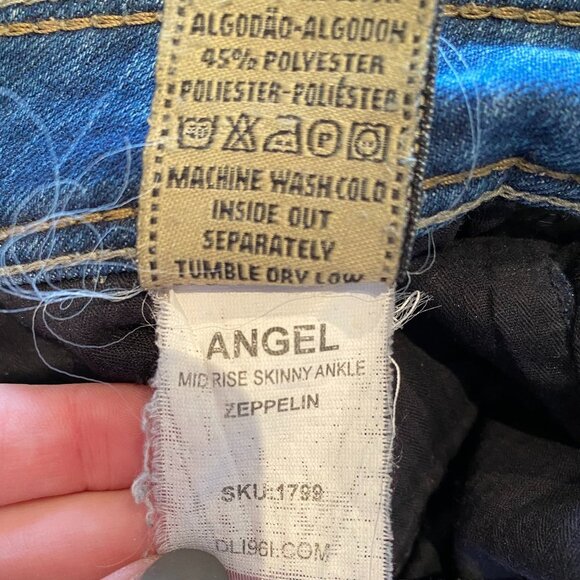 ALGODÃO-ALGODON
45% POLYESTER
POLIESTER-POLIÉSTER
P
MACHINE WASH COLD
INSIDE OUT
SEPARATELY
TUMBLE DRY LOW
ANGEL
MID RISE SKINNY ANKLE
ZEPPELIN
SKU:1799
DL1961.COM